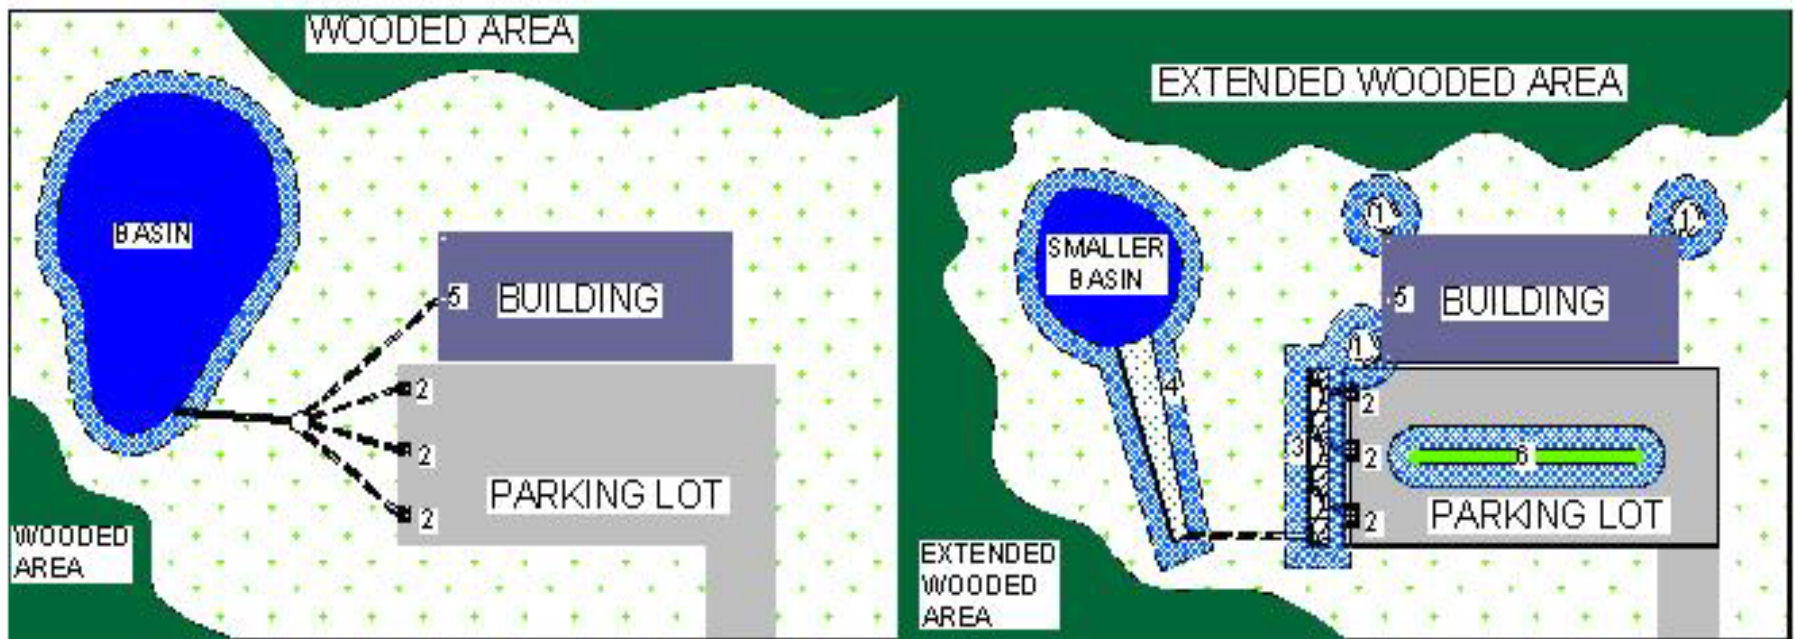 WOODED AREA
BASIN
5
BUILDING
2
2
2
PARKING LOT
WOODED
AREA
EXTENDED WOODED AREA
1
1
SMALLER
BASIN
5
BUILDING
1
4
2
3
2
6
2
PARKING LOT
EXTENDED
WOODED
AREA